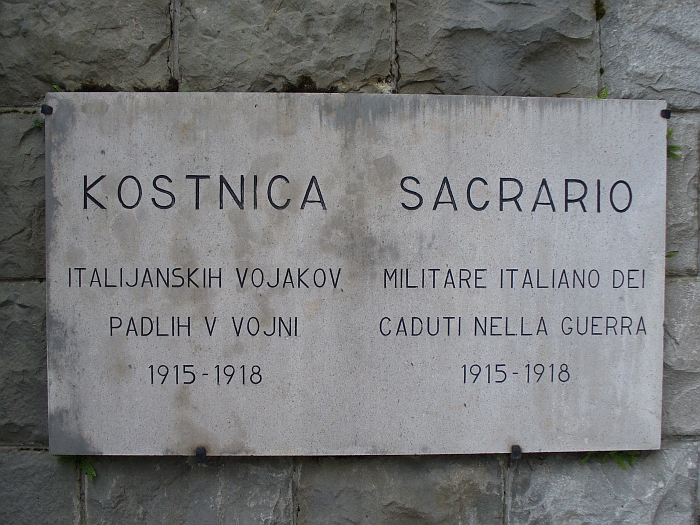 KOSTNICA
ITALIJANSKIH VOJAKOV
PADLIH V VOJNI
1915-1918
SACRARIO
MILITARE ITALIANO DEI
CADUTI NELLA GUERRA
1915-1918